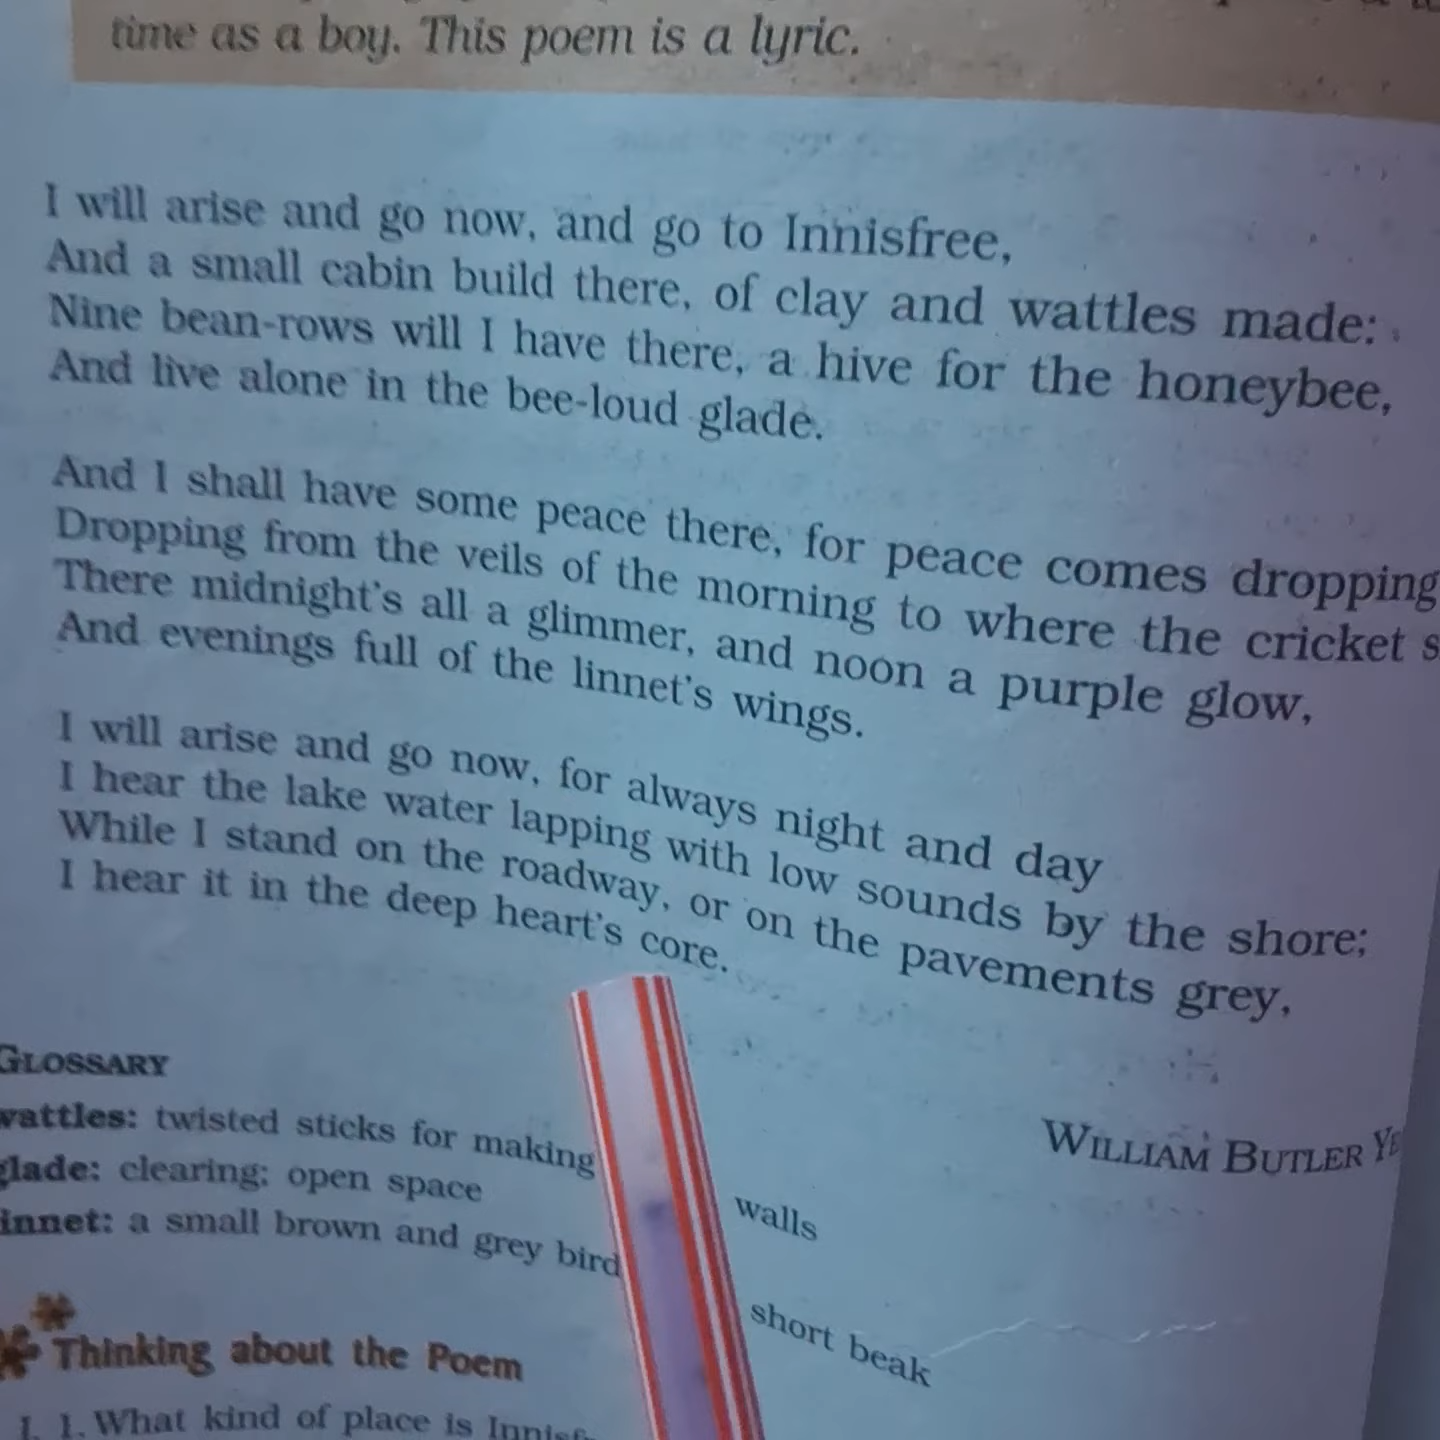 time as a boy. This poem is a lyric.
I will arise and go now, and go to Innisfree,
And a small cabin build there, of clay and wattles made:
Nine bean-rows will I have there, a hive for the honeybee,
And live alone in the bee-loud glade.
And I shall have some peace there, for peace comes dropping
Dropping from the veils of the morning to where the cricket
There midnight's all a glimmer, and noon a purple glow,
And evenings full of the linnet's wings.
I will arise and go now, for always night and day
I hear the lake water lapping with low sounds by the shore;
While I stand on the roadway, or on the pavements grey,
I hear it in the deep heart's core.
WILLIAM BUTLER
GLOSSARY
wattles: twisted sticks for making walls
glade: clearing; open space
linnet: a small brown and grey bird short beak
Thinking about the Poem
I. 1. What kind of place is